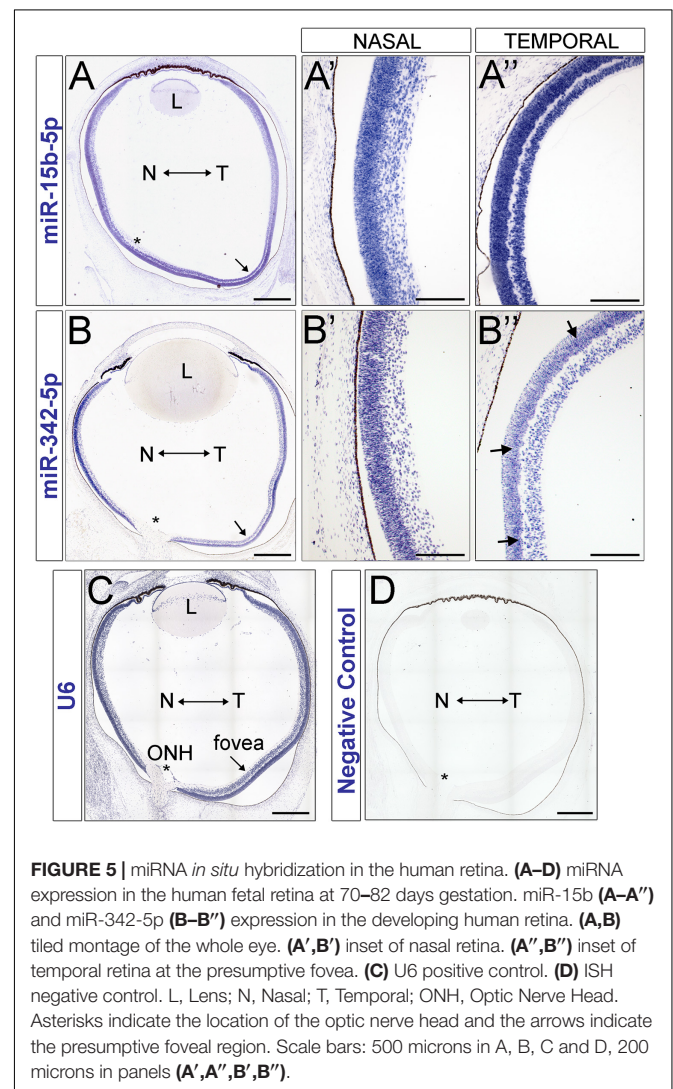 NASAL
TEMPORAL
miR-15b-5p
A
L
N T
*
A'
A''
miR-342-5p
B
L
N T
*
B'
B''
U6
C
L
N T
ONH
*
fovea
Negative Control
D
N T
*
FIGURE 5 | miRNA in situ hybridization in the human retina. (A–D) miRNA
expression in the human fetal retina at 70–82 days gestation. miR-15b (A–A″)
and miR-342-5p (B–B″) expression in the developing human retina. (A,B)
tiled montage of the whole eye. (A′,B′) inset of nasal retina. (A″,B″) inset of
temporal retina at the presumptive fovea. (C) U6 positive control. (D) ISH
negative control. L, Lens; N, Nasal; T, Temporal; ONH, Optic Nerve Head.
Asterisks indicate the location of the optic nerve head and the arrows indicate
the presumptive foveal region. Scale bars: 500 microns in A, B, C and D, 200
microns in panels (A′,A″,B′,B″).